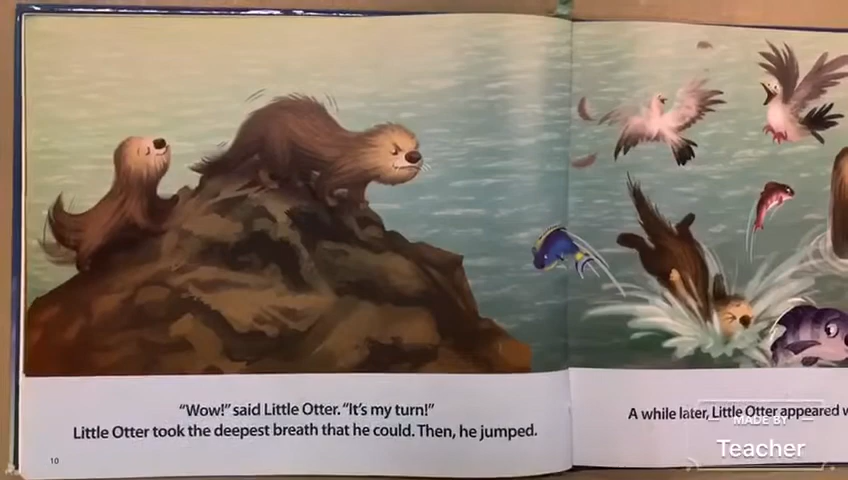 "Wow!" said Little Otter. "It's my turn!"
Little Otter took the deepest breath that he could. Then, he jumped.
10
A while later, Little Otter appeared
MADE BY
Teacher